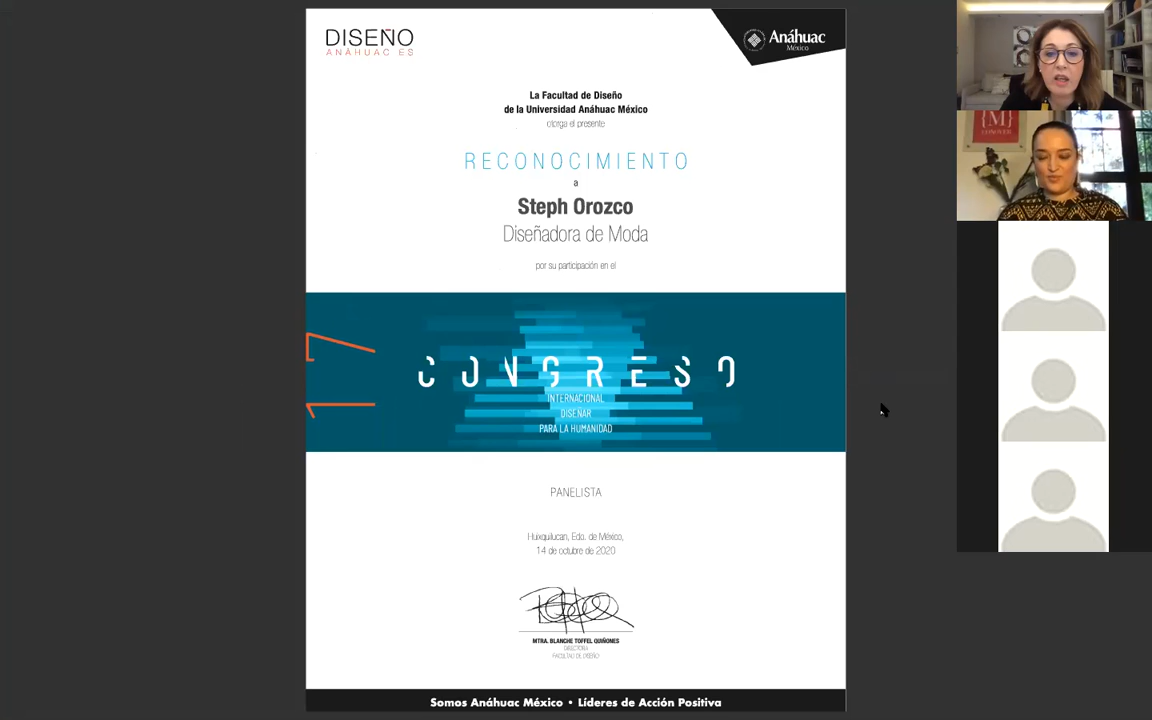 DISEÑO
ANÁHUAC ES
Anáhuac
México
La Facultad de Diseño
de la Universidad Anáhuac México
otorga el presente
RECONOCIMIENTO
a
Steph Orozco
Diseñadora de Moda
por su participación en el
17
CONGRESO
INTERNACIONAL
DISEÑAR
PARA LA HUMANIDAD
PANELISTA
Huixquilucan, Edo. de México,
14 de octubre de 2020
MTRA. BLANCHE TOFFEL QUIÑONES
DIRECTORA
FACULTAD DE DISEÑO
Somos Anáhuac México • Líderes de Acción Positiva
{M}